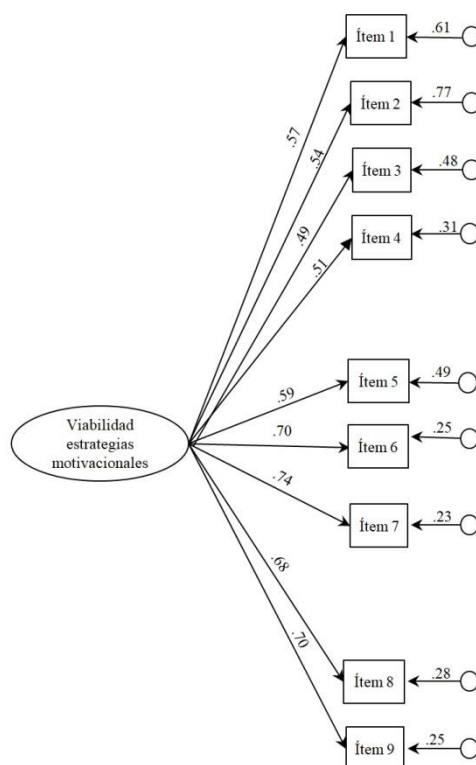 Ítem 1
.61
.57
Ítem 2
.77
.54
Ítem 3
.48
.49
Ítem 4
.31
.51
Viabilidad
estrategias
motivacionales
Ítem 5
.49
.59
Ítem 6
.25
.70
Ítem 7
.23
.74
Ítem 8
.28
.68
Ítem 9
.25
.70